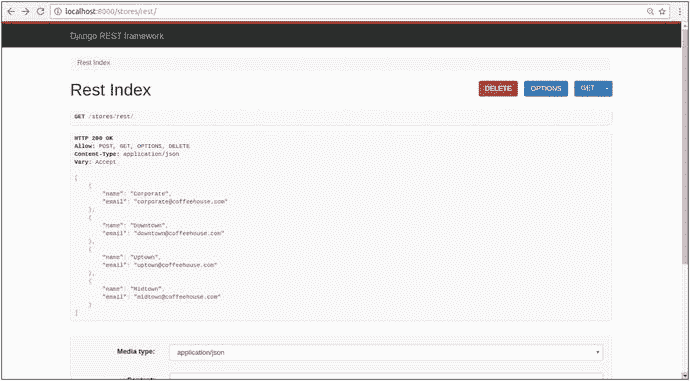 localhost:8000/stores/rest/
Django REST framework
Rest Index
Rest Index
DELETE
OPTIONS
GET
GET /stores/rest/
HTTP 200 OK
Allow: POST, GET, OPTIONS, DELETE
Content-Type: application/json
Vary: Accept
[
{
"name": "Corporate",
"email": "corporate@coffeehouse.com"
},
{
"name": "Downtown",
"email": "downtown@coffeehouse.com"
},
{
"name": "Uptown",
"email": "uptown@coffeehouse.com"
},
{
"name": "Midtown",
"email": "midtown@coffeehouse.com"
}
]
Media type:
application/json